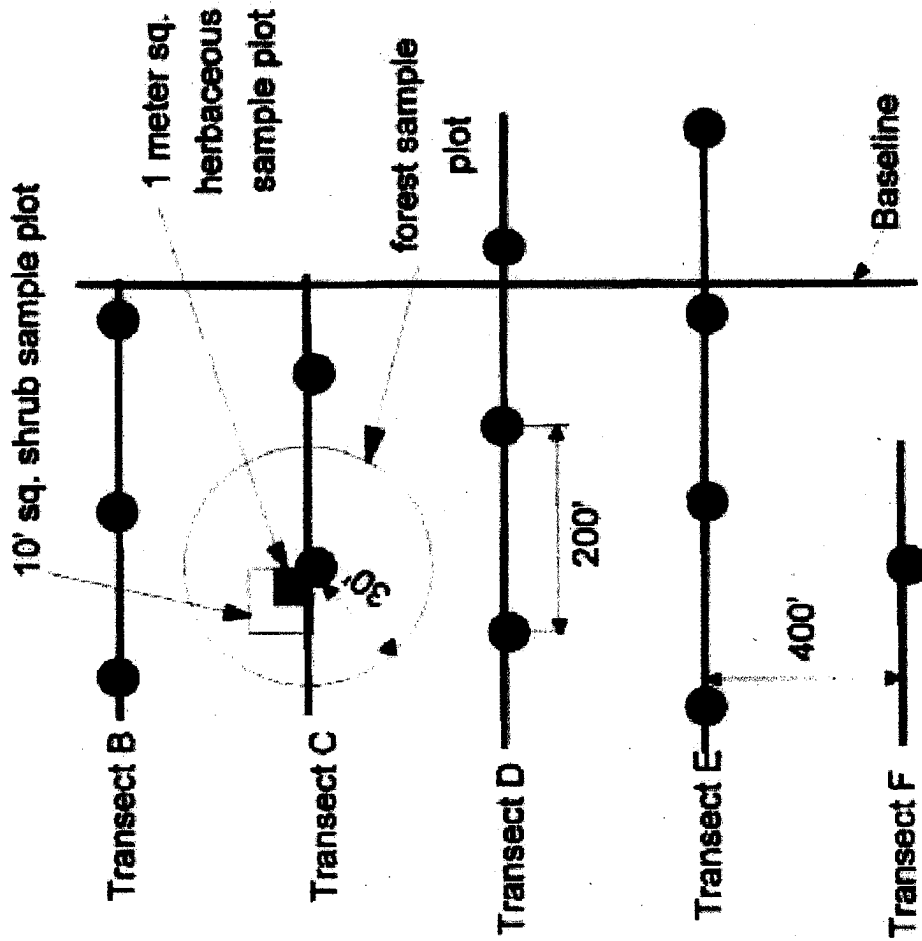 10' sq. shrub sample plot
1 meter sq.
herbaceous
sample plot
forest sample
plot
Transect B
Transect C
30'
Transect D
200'
Transect E
400'
Transect F
Baseline